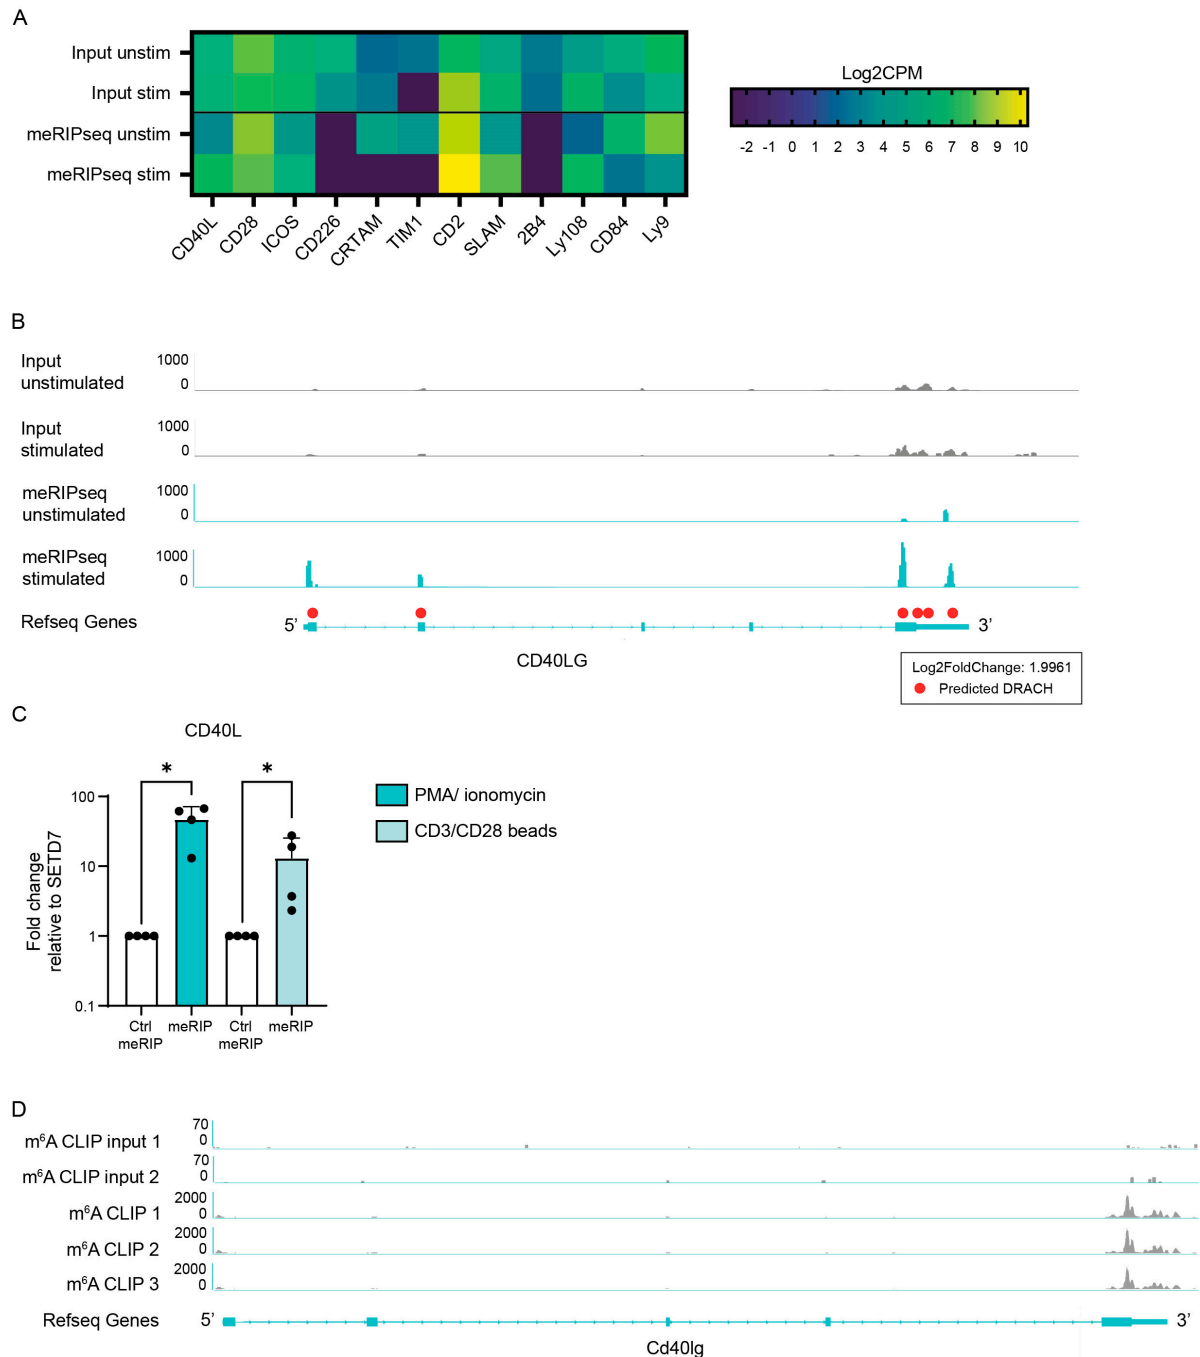 A
Input unstim
Input stim
meRIPseq unstim
meRIPseq stim
CD40L CD28 ICOS CD226 CRTAM TIM1 CD2 SLAM 2B4 Ly108 CD84 Ly9
Log2CPM
-2 -1 0 1 2 3 4 5 6 7 8 9 10
B
Input
unstimulated
1000
0
Input
stimulated
1000
0
meRIPseq
unstimulated
1000
0
meRIPseq
stimulated
1000
0
Refseq Genes
5’ 3’
CD40LG
Log2FoldChange: 1.9961
Predicted DRACH
C
CD40L
Fold change
relative to SETD7
100
10
1
0.1
Ctrl
meRIP
meRIP
Ctrl
meRIP
meRIP
PMA/ ionomycin
CD3/CD28 beads
D
m⁶A CLIP input 1
70
0
m⁶A CLIP input 2
70
0
m⁶A CLIP 1
2000
0
m⁶A CLIP 2
2000
0
m⁶A CLIP 3
2000
0
Refseq Genes
5’ 3’
Cd40lg